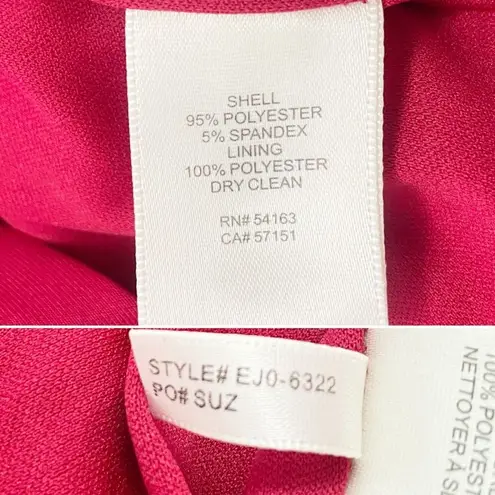 SHELL
95% POLYESTER
5% SPANDEX
LINING
100% POLYESTER
DRY CLEAN
RN# 54163
CA# 57151
STYLE# EJ0-6322
PO# SUZ
100% POLYES
NETTOYER À S